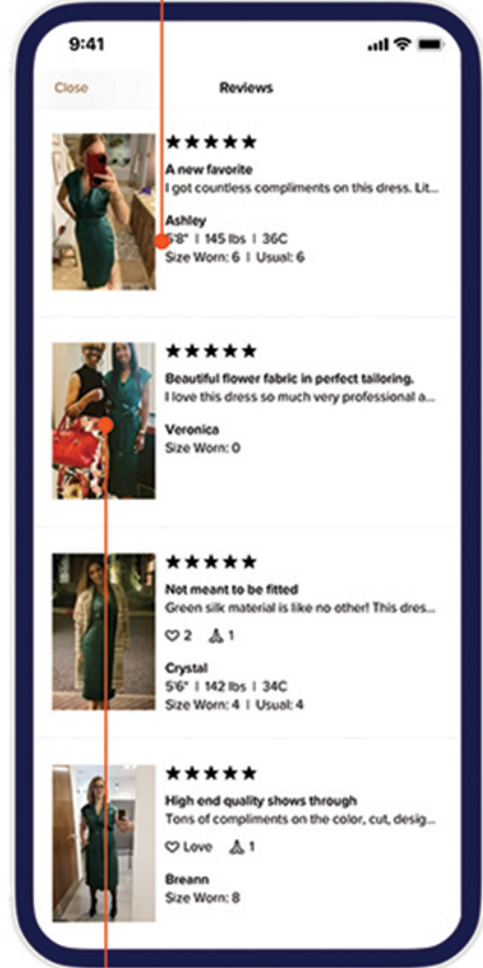 9:41
Close
Reviews
A new favorite
I got countless compliments on this dress. Lit...
Ashley
5'8" | 145 lbs | 36C
Size Worn: 6 | Usual: 6
Beautiful flower fabric in perfect tailoring.
I love this dress so much very professional a...
Veronica
Size Worn: 0
Not meant to be fitted
Green silk material is like no other! This dres...
2 1
Crystal
5'6" | 142 lbs | 34C
Size Worn: 4 | Usual: 4
High end quality shows through
Tons of compliments on the color, cut, desig...
Love 1
Breann
Size Worn: 8